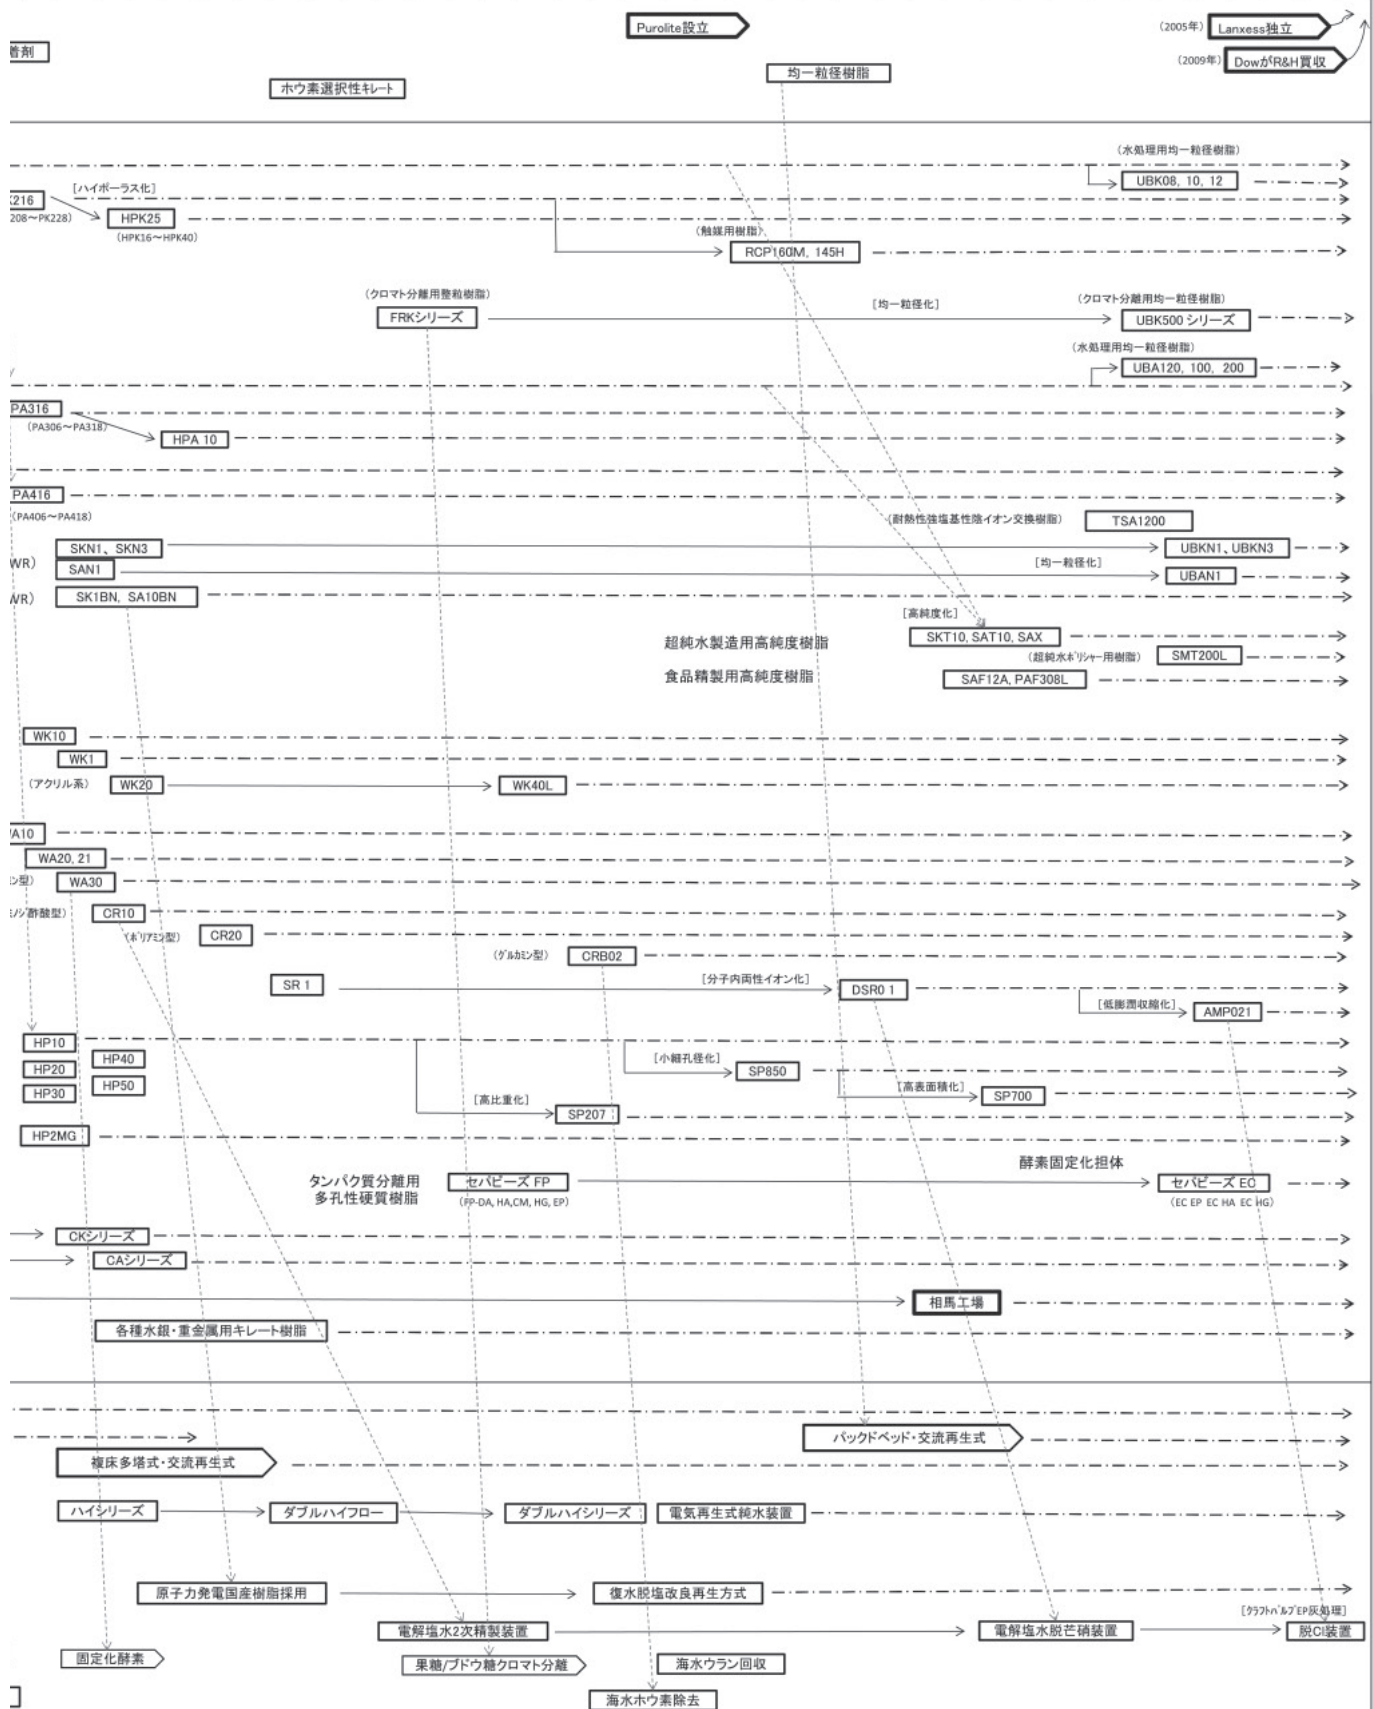 Purolite設立
(2005年) Lanxess独立
着剤
(2009年) DowがR&H買収
均一粒径樹脂
ホウ素選択性キレート
(水処理用均一粒径樹脂)
UBK08, 10, 12
[ハイポーラス化]
216
208～PK228)
HPK25
(HPK16～HPK40)
(触媒用樹脂)
RCP160M, 145H
(クロマト分離用整粒樹脂)
FRKシリーズ
[均一粒径化]
(クロマト分離用均一粒径樹脂)
UBK500 シリーズ
(水処理用均一粒径樹脂)
UBA120, 100, 200
PA316
(PA306～PA318)
HPA 10
PA416
(PA406～PA418)
(耐熱性強塩基性陰イオン交換樹脂)
TSA1200
WR)
SKN1、SKN3
UBKN1、UBKN3
SAN1
[均一粒径化]
UBAN1
WR)
SK1BN, SA10BN
[高純度化]
超純水製造用高純度樹脂
SKT10, SAT10, SAX
(超純水ポリシャー用樹脂)
SMT200L
食品精製用高純度樹脂
SAF12A, PAF308L
WK10
WK1
(アクリル系)
WK20
WK40L
A10
WA20, 21
ン型)
WA30
ミノジ酢酸型)
CR10
(ポリアミン型)
CR20
(グルカミン型)
CRB02
SR 1
[分子内両性イオン化]
DSR0 1
[低膨潤収縮化]
AMP021
HP10
HP40
HP20
HP50
HP30
[小細孔径化]
SP850
[高表面積化]
SP700
[高比重化]
SP207
HP2MG
タンパク質分離用
多孔性硬質樹脂
セパビーズ FP
(FP-DA, HA,CM, HG, EP)
酵素固定化担体
セパビーズ EC
(EC EP EC HA EC HG)
CKシリーズ
CAシリーズ
相馬工場
各種水銀・重金属用キレート樹脂
パックドベッド・交流再生式
複床多塔式・交流再生式
ハイシリーズ
ダブルハイフロー
ダブルハイシリーズ
電気再生式純水装置
原子力発電国産樹脂採用
復水脱塩改良再生方式
[クラフトパルプEP灰処理]
電解塩水2次精製装置
電解塩水脱芒硝装置
脱Cl装置
固定化酵素
果糖/ブドウ糖クロマト分離
海水ウラン回収
海水ホウ素除去